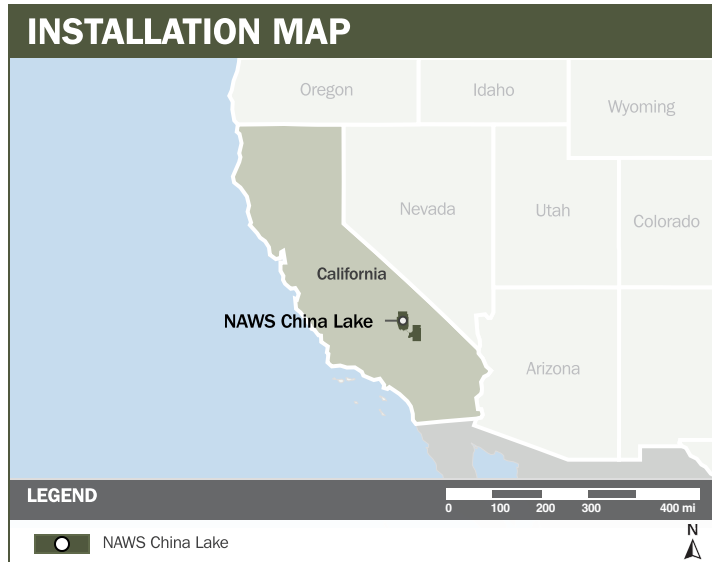 INSTALLATION MAP
Oregon
Idaho
Wyoming
Nevada
Utah
Colorado
California
NAWS China Lake
Arizona
LEGEND
0 100 200 300 400 mi
NAWS China Lake
N